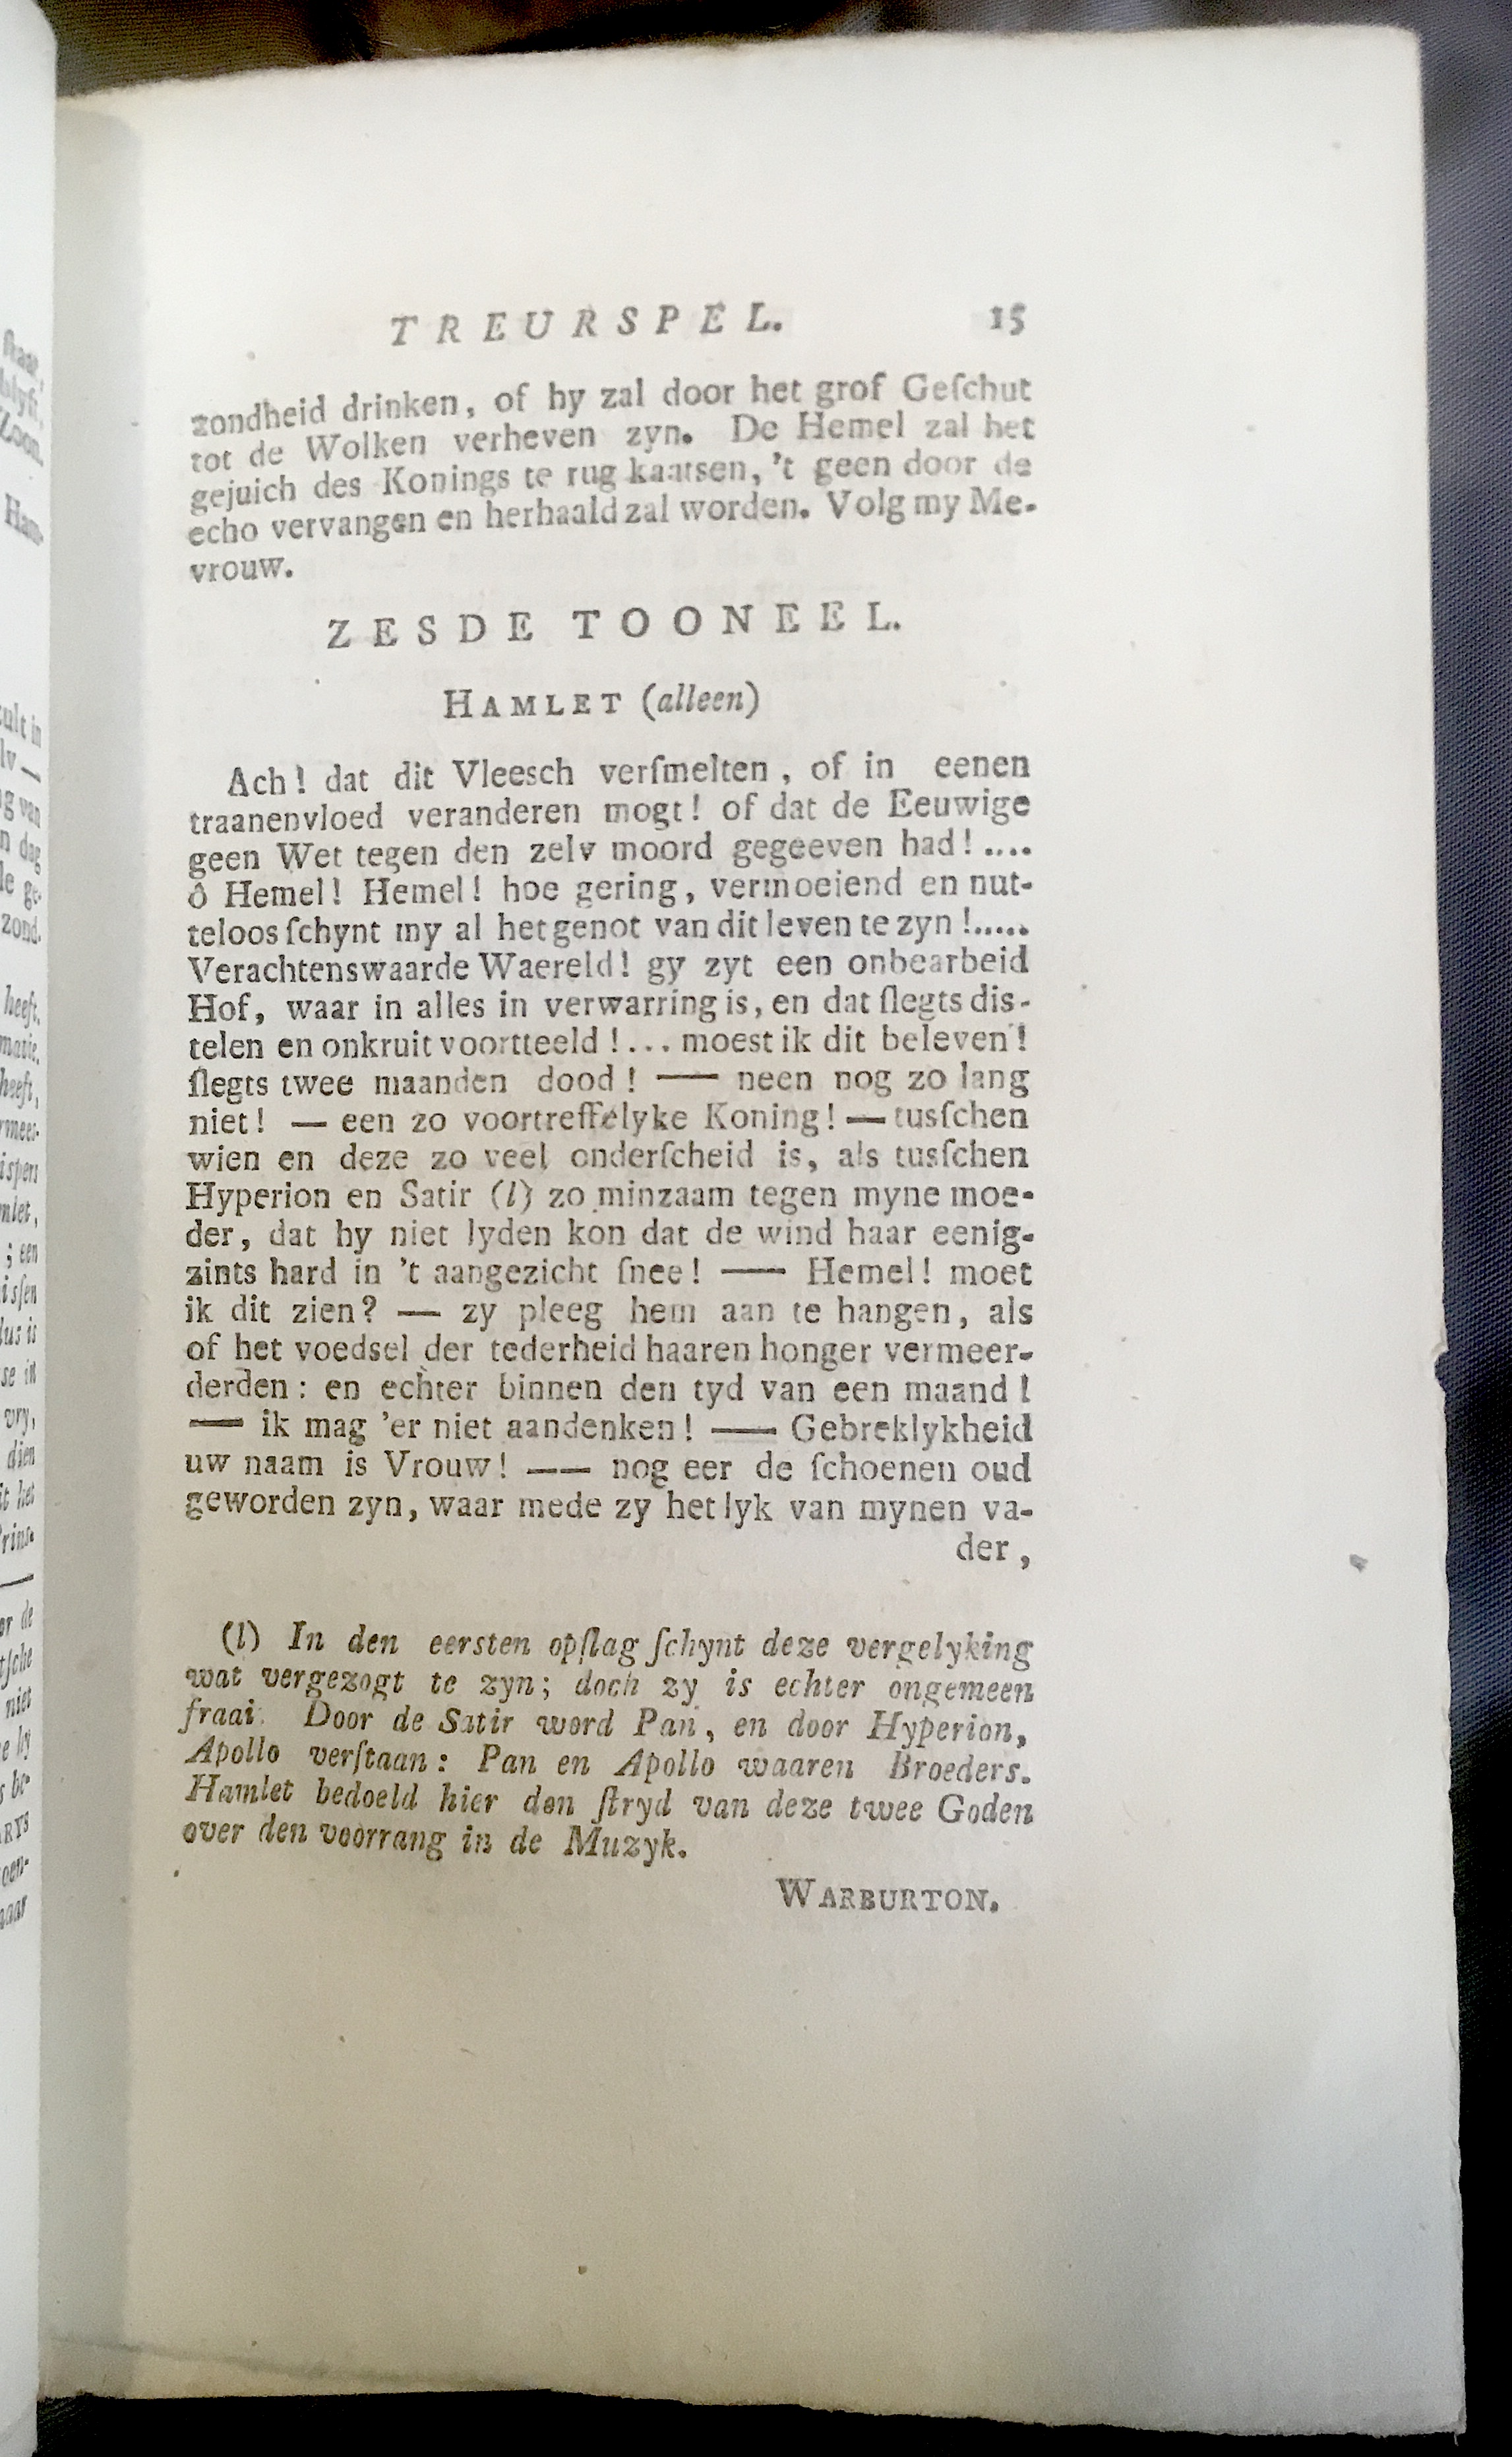 TREURSPEL. 15
zondheid drinken, of hy zal door het grof Geſchut
tot de Wolken verheven zyn. De Hemel zal het
gejuich des Konings te rug kaatsen, 't geen door de
echo vervangen en herhaald zal worden. Volg my Me-
vrouw.
ZESDE TOONEEL.
HAMLET (alleen)
Ach! dat dit Vleesch verſmelten, of in eenen
traanenvloed veranderen mogt! of dat de Eeuwige
geen Wet tegen den zelv moord gegeeven had!....
ô Hemel! Hemel! hoe gering, vermoeiend en nut-
teloos ſchynt my al het genot van dit leven te zyn!.....
Verachtenswaarde Waereld! gy zyt een onbearbeid
Hof, waar in alles in verwarring is, en dat ſlegts dis-
telen en onkruit voortteeld!... moest ik dit beleven!
ſlegts twee maanden dood! — neen nog zo lang
niet! — een zo voortreffelyke Koning! — tusſchen
wien en deze zo veel onderſcheid is, als tusſchen
Hyperion en Satir (l) zo minzaam tegen myne moe-
der, dat hy niet lyden kon dat de wind haar eenig-
zints hard in 't aangezicht ſnee! — Hemel! moet
ik dit zien? — zy pleeg hem aan te hangen, als
of het voedsel der tederheid haaren honger vermeer-
derden: en echter binnen den tyd van een maand!
— ik mag 'er niet aandenken! — Gebreklykheid
uw naam is Vrouw! —— nog eer de ſchoenen oud
geworden zyn, waar mede zy het lyk van mynen va-
der,
(l) In den eersten opſlag ſchynt deze vergelyking
wat vergezogt te zyn; doch zy is echter ongemeen
fraai. Door de Satir word Pan, en door Hyperion,
Apollo verſtaan: Pan en Apollo waaren Broeders.
Hamlet bedoeld hier den ſtryd van deze twee Goden
over den voorrang in de Muzyk.
WARBURTON.